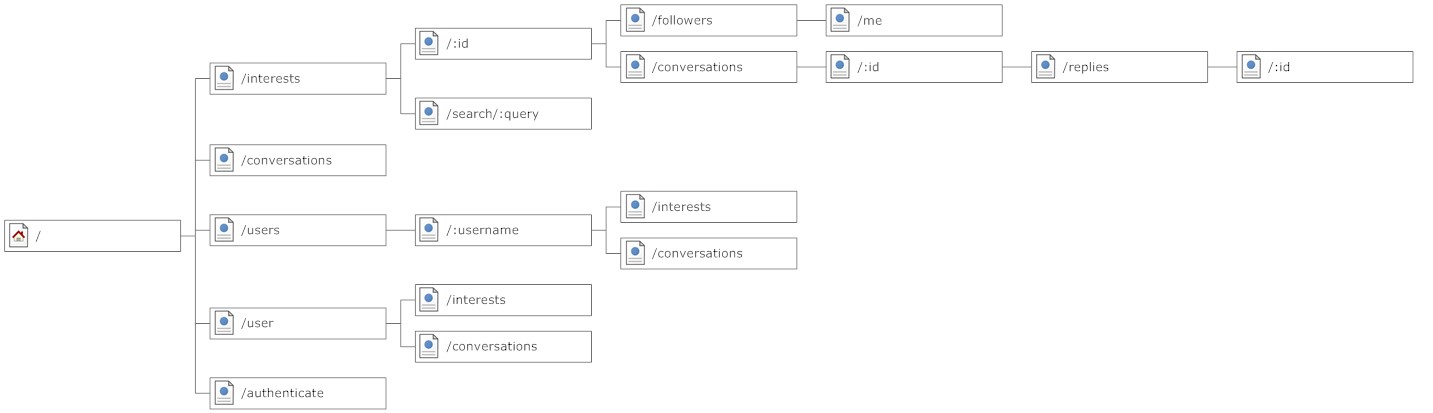 /followers
/me
/:id
/conversations
/:id
/replies
/:id
/interests
/search/:query
/conversations
/interests
/users
/:username
/
/conversations
/interests
/user
/conversations
/authenticate